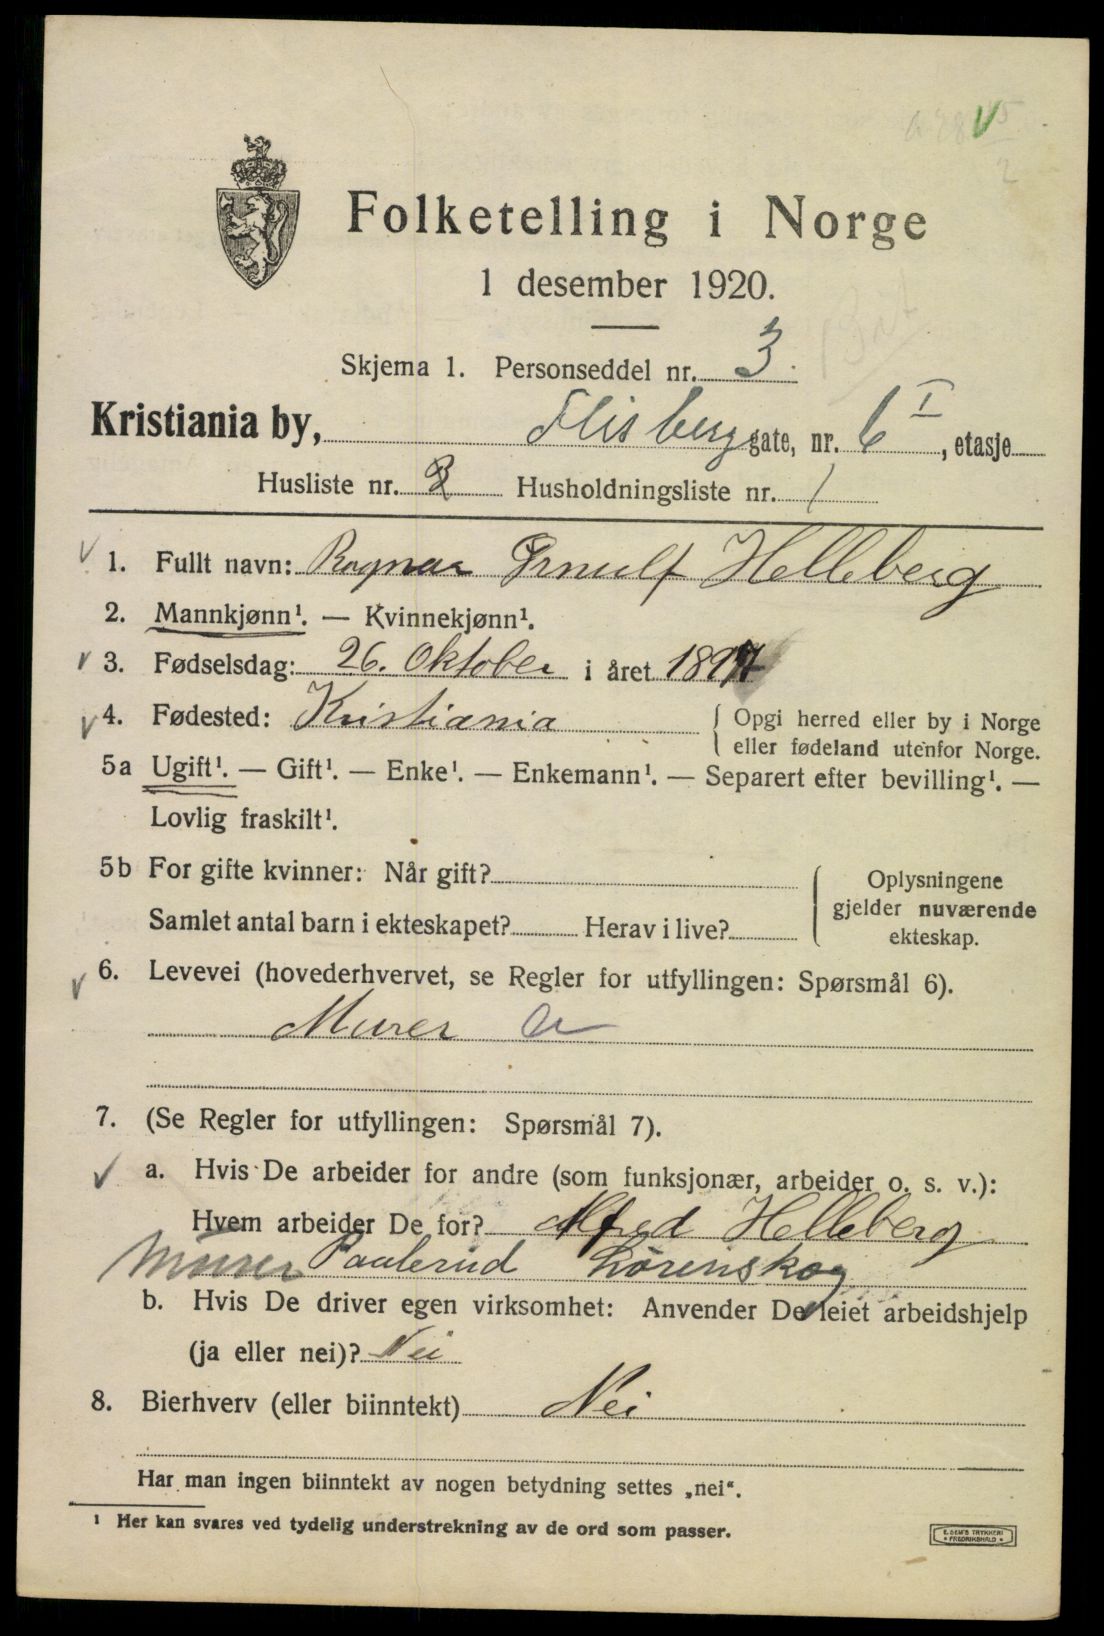 Folketelling i Norge
1 desember 1920.
Skjema 1. Personseddel nr. 3.
Kristiania by, Flisberg gate, nr. 6 I, etasje
Husliste nr. Husholdningsliste nr. 1
1. Fullt navn: Ragnar Ornulf Helleberg
2. Mannkjønn¹. — Kvinnekjønn¹.
3. Fødselsdag: 26. Oktober i året 1897
4. Fødested: Kristiania { Opgi herred eller by i Norge
eller fødeland utenfor Norge.
5a Ugift¹. — Gift¹. — Enke¹. — Enkemann¹. — Separert efter bevilling¹. —
Lovlig fraskilt¹.
5b For gifte kvinner: Når gift?
Samlet antal barn i ekteskapet? Herav i live?
Oplysningene
gjelder nuværende
ekteskap.
6. Levevei (hovederhvervet, se Regler for utfyllingen: Spørsmål 6).
Murer a
7. (Se Regler for utfyllingen: Spørsmål 7).
a. Hvis De arbeider for andre (som funksjonær, arbeider o. s. v.):
Hvem arbeider De for? Alfred Helleberg
Murer Paulerud Lørenskog
b. Hvis De driver egen virksomhet: Anvender De leiet arbeidshjelp
(ja eller nei)? Nei
8. Bierhverv (eller biinntekt) Nei
Har man ingen biinntekt av nogen betydning settes „nei“.
¹ Her kan svares ved tydelig understrekning av de ord som passer.
E. SEM'S TRYKKERI
• FREDRIKSHALD •